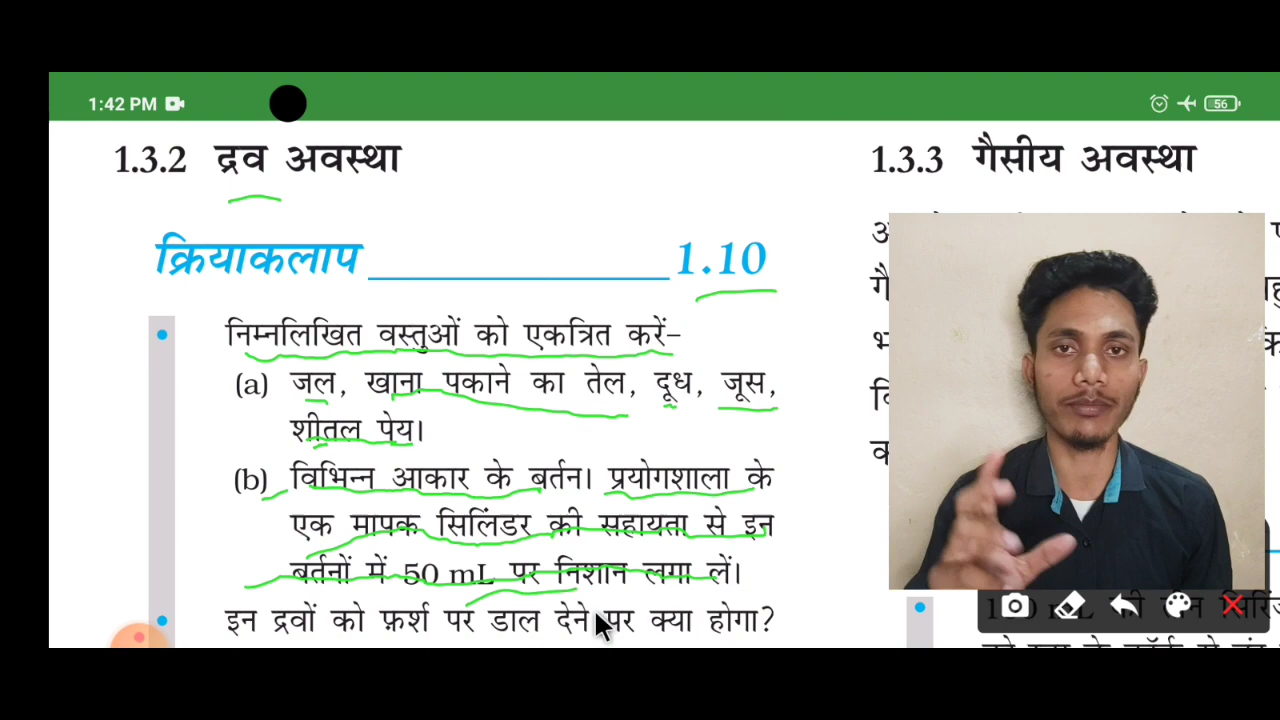 1:42 PM
56
1.3.2 द्रव अवस्था
क्रियाकलाप 1.10
निम्नलिखित वस्तुओं को एकत्रित करें–
(a) जल, खाना पकाने का तेल, दूध, जूस,
शीतल पेय।
(b) विभिन्न आकार के बर्तन। प्रयोगशाला के
एक मापक सिलिंडर की सहायता से इन
बर्तनों में 50 mL पर निशान लगा लें।
इन द्रवों को फ़र्श पर डाल देने पर क्या होगा?
1.3.3 गैसीय अवस्था